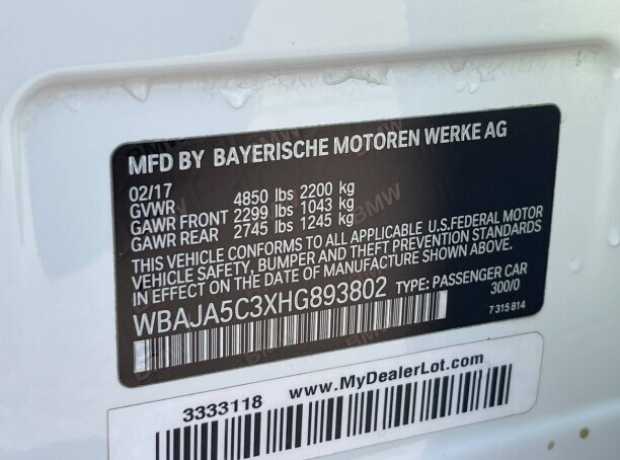 MFD BY BAYERISCHE MOTOREN WERKE AG
02/17
GVWR 4850 lbs 2200 kg
GAWR FRONT 2299 lbs 1043 kg
GAWR REAR 2745 lbs 1245 kg
THIS VEHICLE CONFORMS TO ALL APPLICABLE U.S.FEDERAL MOTOR
VEHICLE SAFETY, BUMPER AND THEFT PREVENTION STANDARDS
IN EFFECT ON THE DATE OF MANUFACTURE SHOWN ABOVE.
WBAJA5C3XHG893802 TYPE: PASSENGER CAR
300/0
7315814
3333118 www.MyDealerLot.com